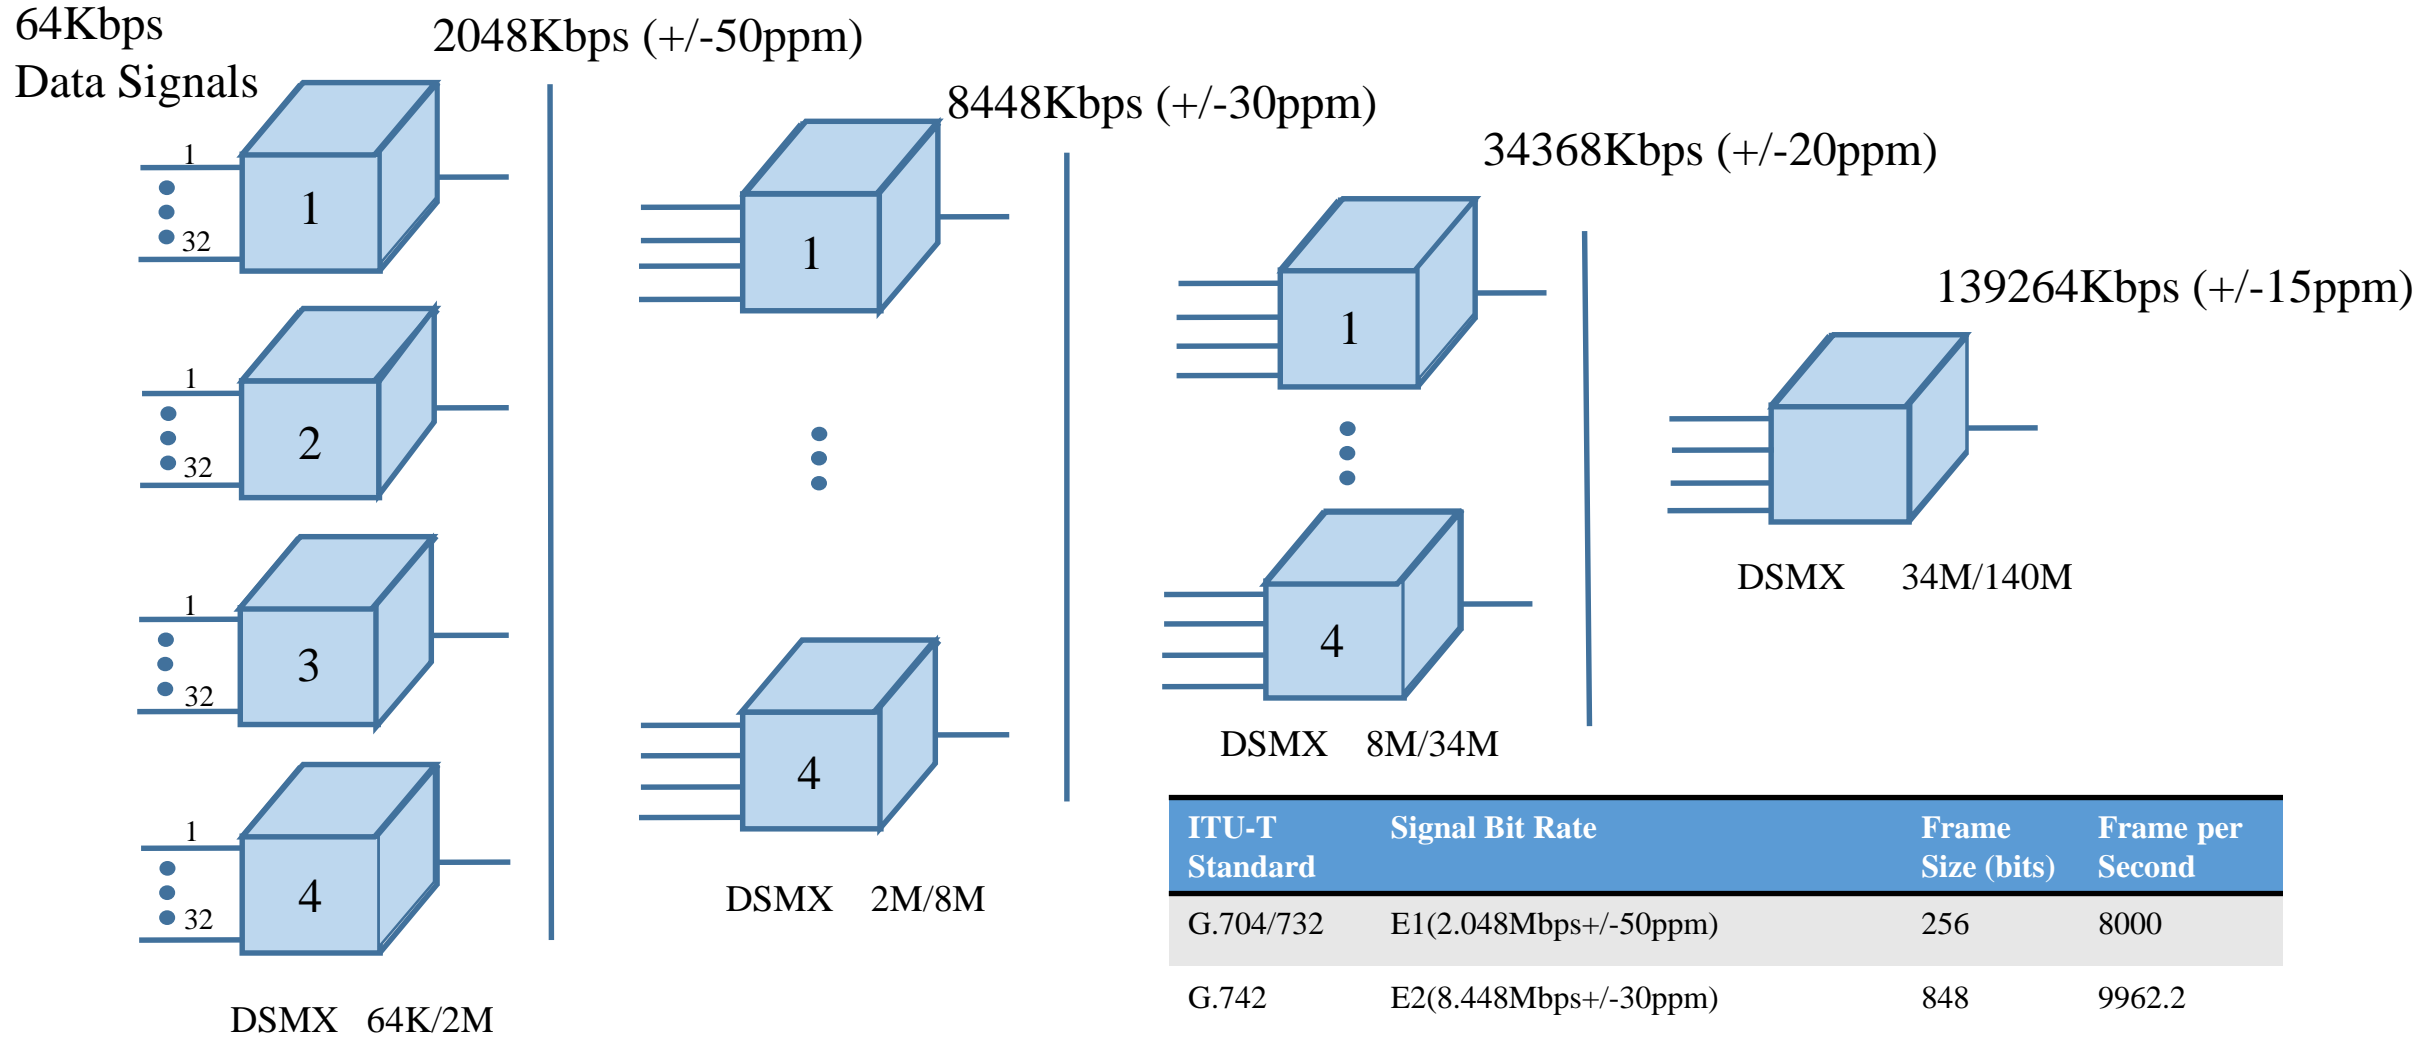 64Kbps
Data Signals
2048Kbps (+/-50ppm)
8448Kbps (+/-30ppm)
34368Kbps (+/-20ppm)
139264Kbps (+/-15ppm)
1
32
1
1
32
2
1
32
3
1
32
4
DSMX 64K/2M
1
4
DSMX 2M/8M
1
4
DSMX 8M/34M
DSMX 34M/140M
ITU-T Standard Signal Bit Rate Frame Size (bits) Frame per Second
G.704/732 E1(2.048Mbps+/-50ppm) 256 8000
G.742 E2(8.448Mbps+/-30ppm) 848 9962.2